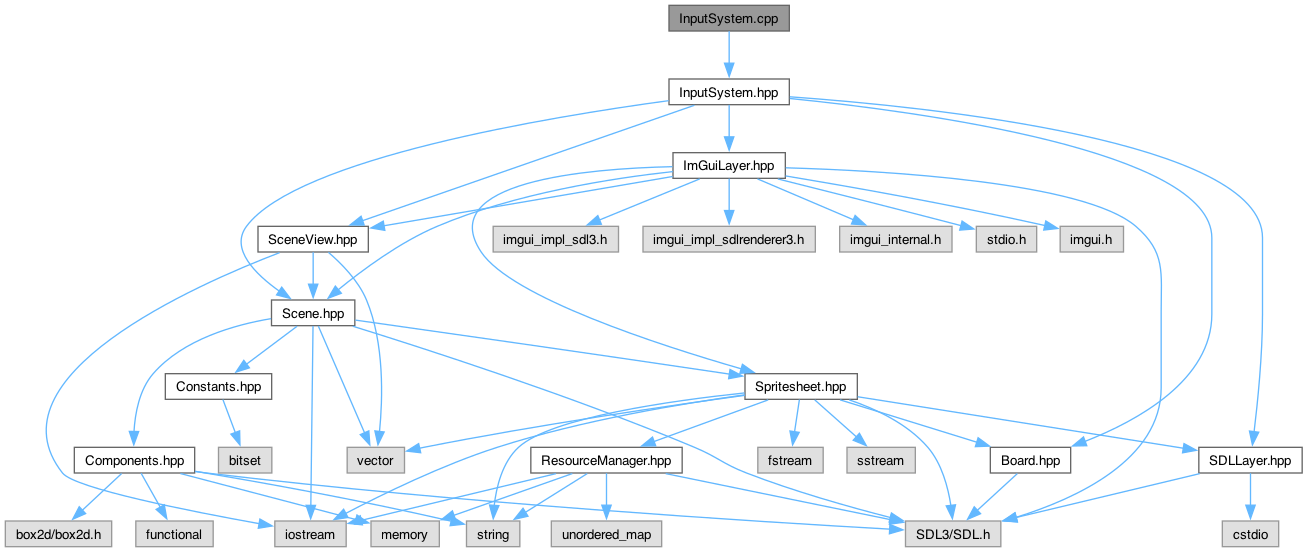 InputSystem.cpp
InputSystem.hpp
ImGuiLayer.hpp
SceneView.hpp
imgui_impl_sdl3.h
imgui_impl_sdlrenderer3.h
imgui_internal.h
stdio.h
imgui.h
Scene.hpp
Constants.hpp
Spritesheet.hpp
Components.hpp
bitset
vector
ResourceManager.hpp
fstream
sstream
Board.hpp
SDLLayer.hpp
box2d/box2d.h
functional
iostream
memory
string
unordered_map
SDL3/SDL.h
cstdio